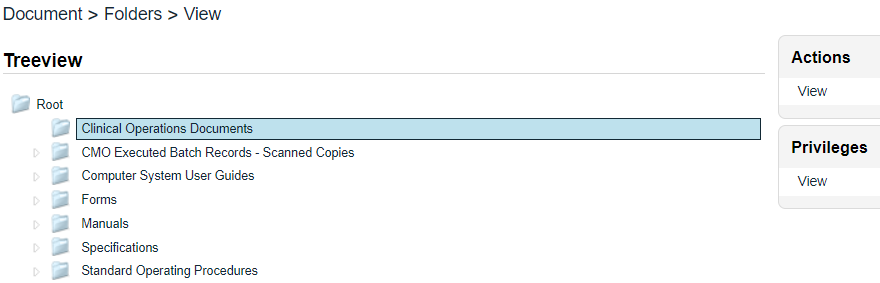 Document > Folders > View
Treeview
Root
Clinical Operations Documents
CMO Executed Batch Records - Scanned Copies
Computer System User Guides
Forms
Manuals
Specifications
Standard Operating Procedures
Actions
View
Privileges
View